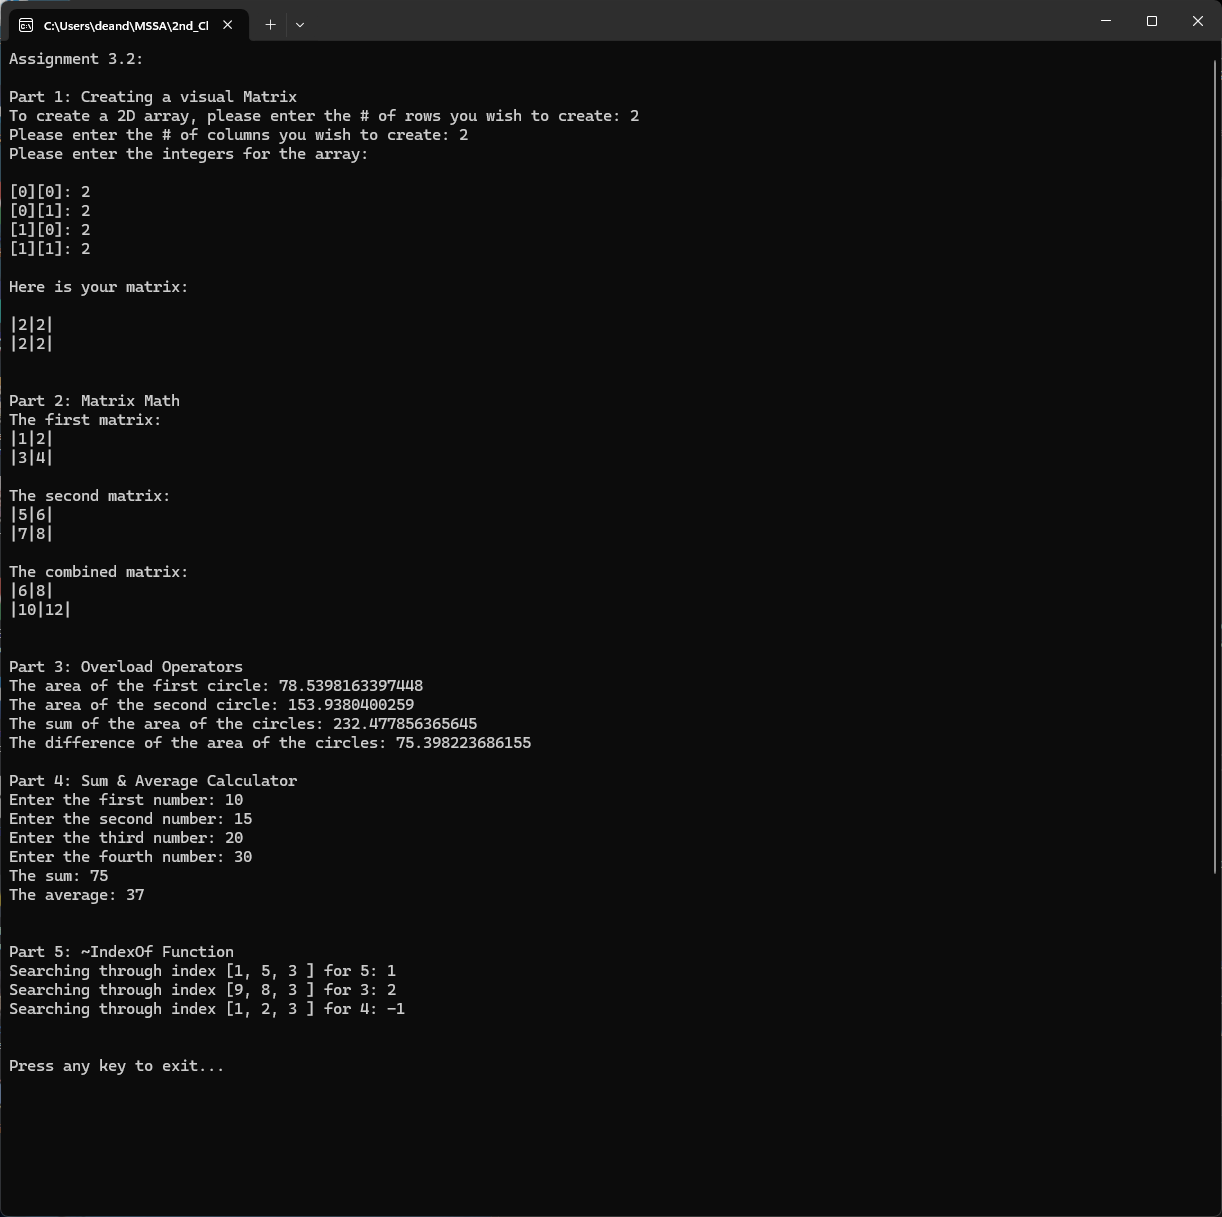 C:\Users\deand\MSSA\2nd_Cl
Assignment 3.2:
Part 1: Creating a visual Matrix
To create a 2D array, please enter the # of rows you wish to create: 2
Please enter the # of columns you wish to create: 2
Please enter the integers for the array:
[0][0]: 2
[0][1]: 2
[1][0]: 2
[1][1]: 2
Here is your matrix:
|2|2|
|2|2|
Part 2: Matrix Math
The first matrix:
|1|2|
|3|4|
The second matrix:
|5|6|
|7|8|
The combined matrix:
|6|8|
|10|12|
Part 3: Overload Operators
The area of the first circle: 78.5398163397448
The area of the second circle: 153.9380400259
The sum of the area of the circles: 232.477856365645
The difference of the area of the circles: 75.398223686155
Part 4: Sum & Average Calculator
Enter the first number: 10
Enter the second number: 15
Enter the third number: 20
Enter the fourth number: 30
The sum: 75
The average: 37
Part 5: ~IndexOf Function
Searching through index [1, 5, 3 ] for 5: 1
Searching through index [9, 8, 3 ] for 3: 2
Searching through index [1, 2, 3 ] for 4: -1
Press any key to exit...